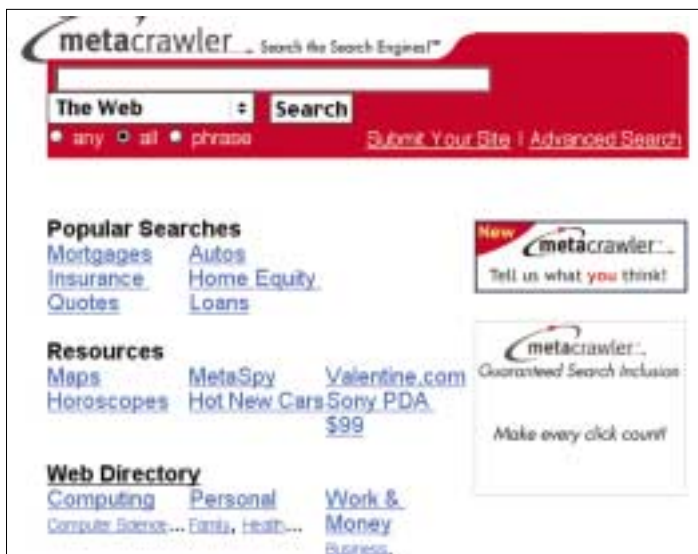 metacrawler Search the Search Engines!™
The Web Search
any all phrase Submit Your Site | Advanced Search
Popular Searches
Mortgages Autos
Insurance Home Equity
Quotes Loans
New metacrawler
Tell us what you think!
Resources
Maps MetaSpy Valentine.com
Horoscopes Hot New Cars Sony PDA
$99
metacrawler
Guaranteed Search Inclusion
Make every click count!
Web Directory
Computing Personal Work &
Computer Science... Family, Health... Money
Business,